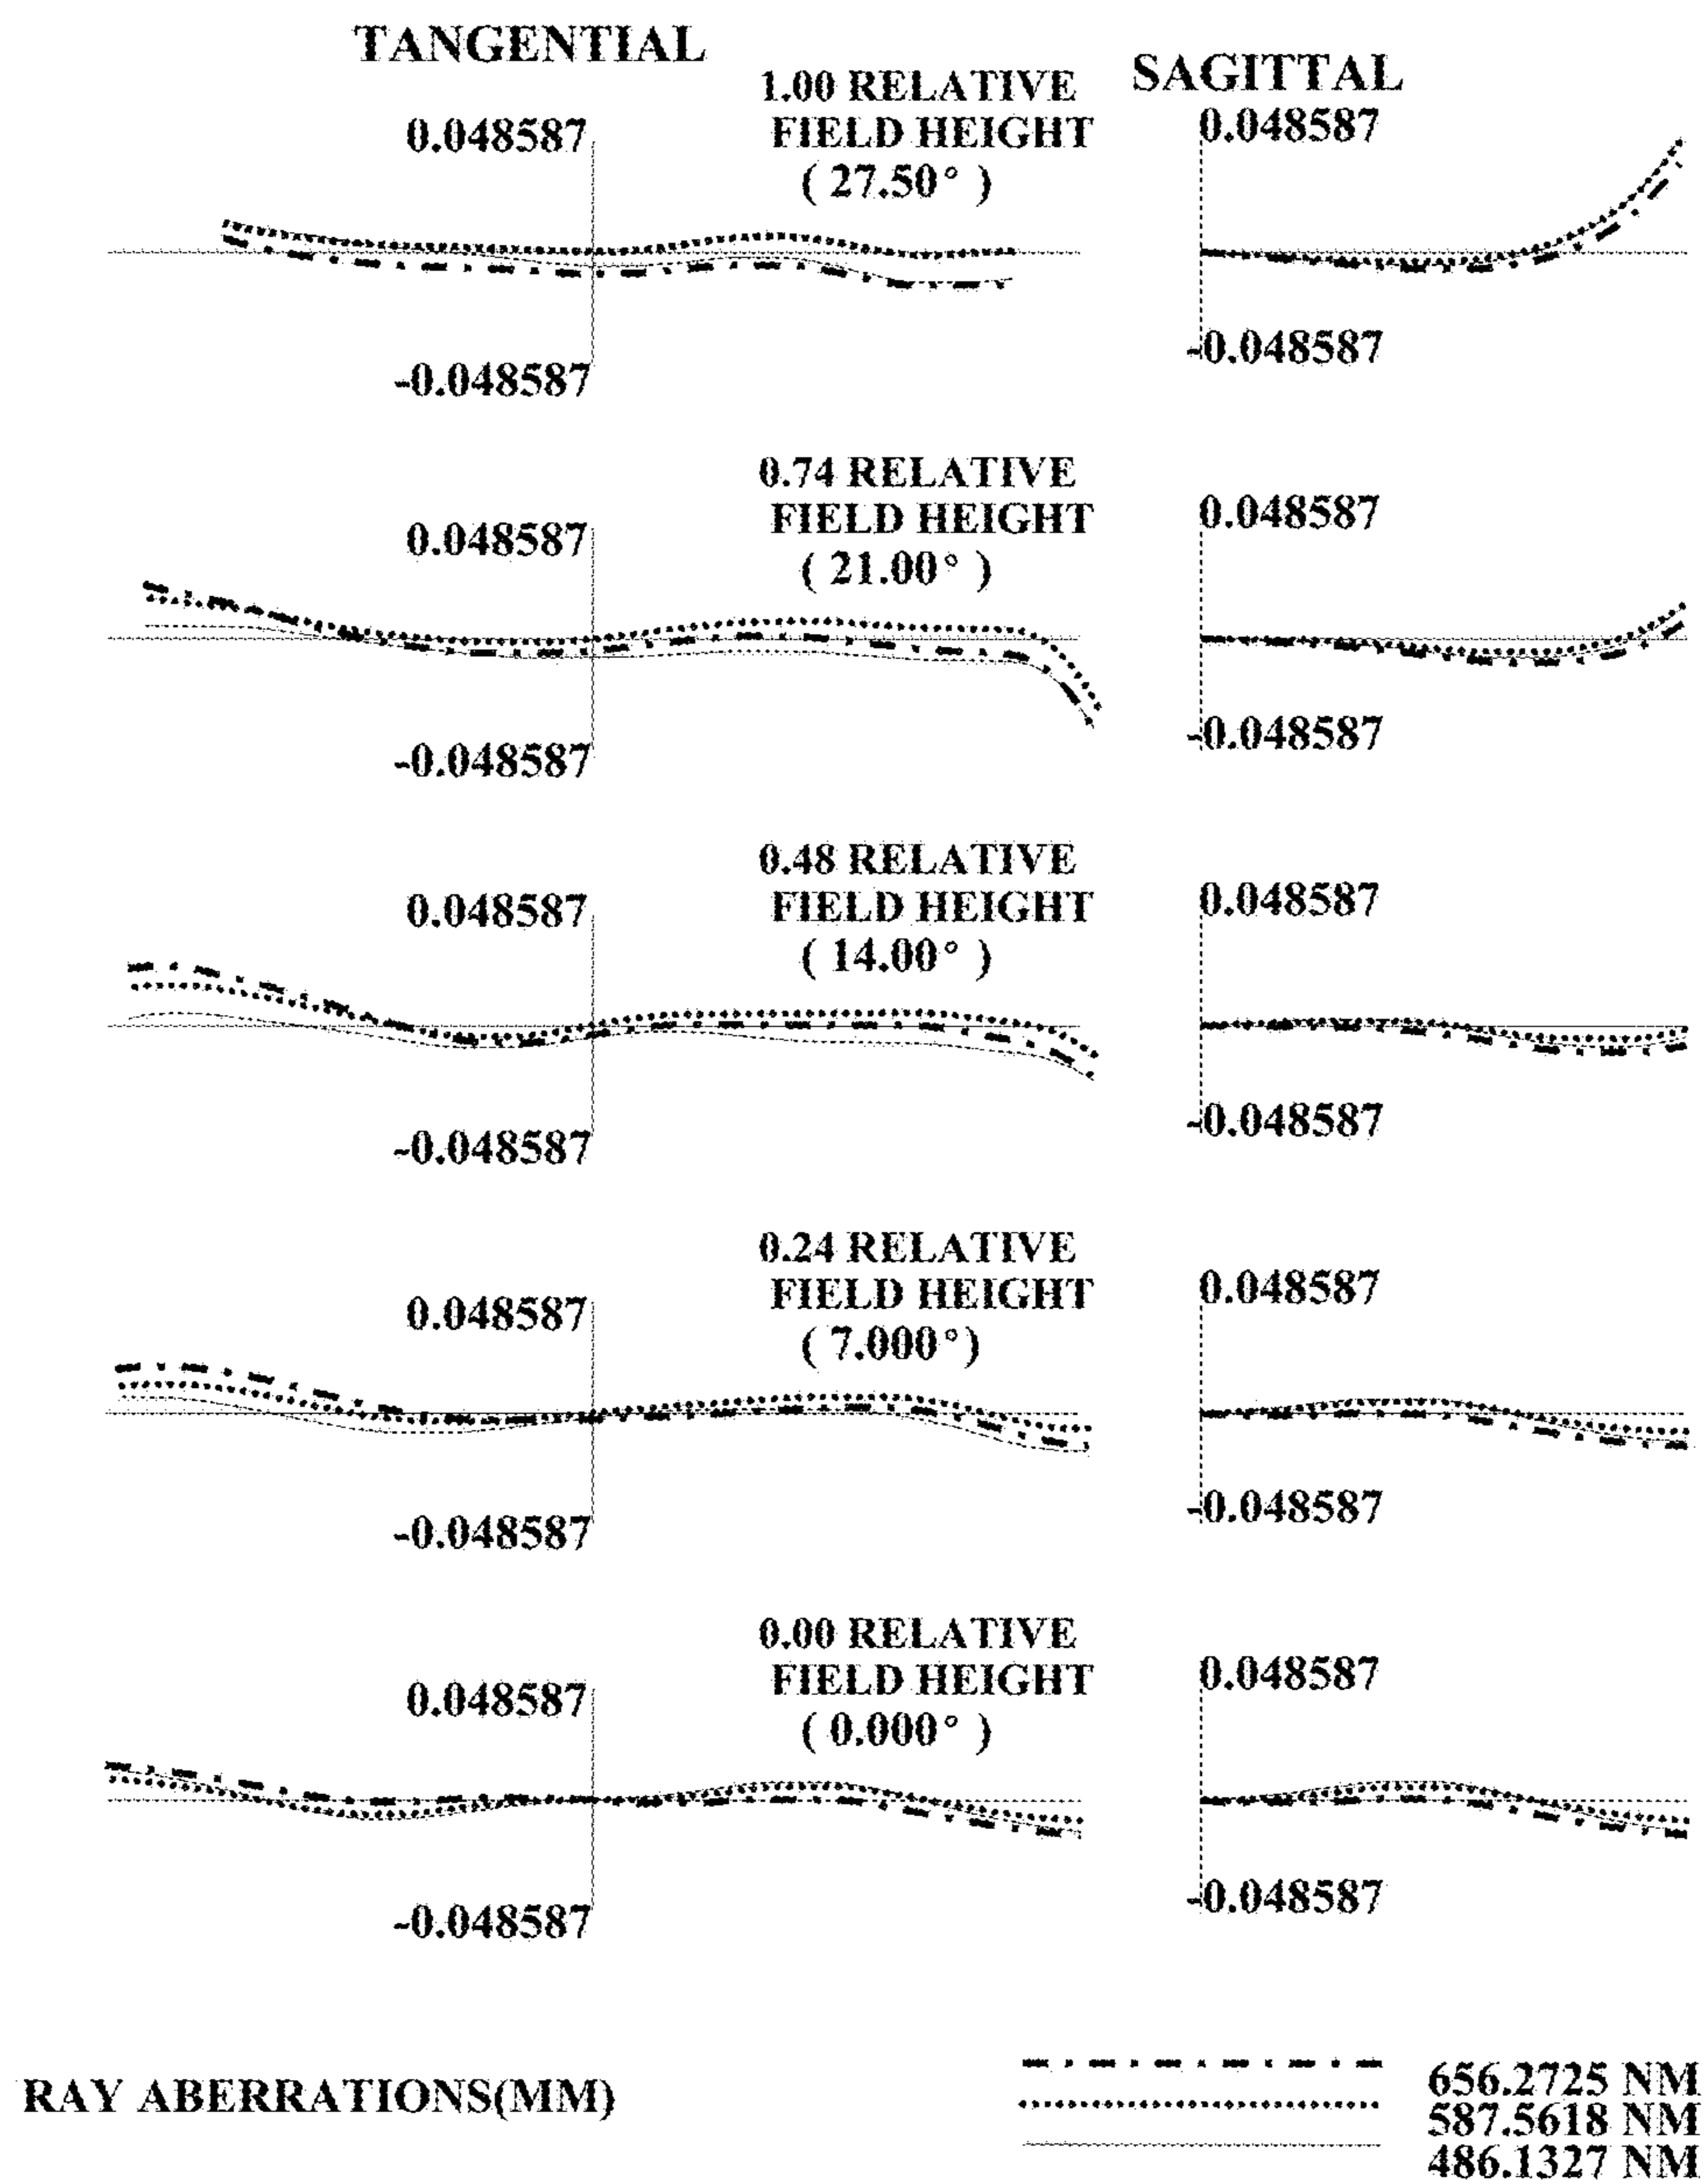 TANGENTIAL
SAGITTAL
1.00 RELATIVE
FIELD HEIGHT
( 27.50° )
0.048587
0.048587
-0.048587
-0.048587
0.74 RELATIVE
FIELD HEIGHT
( 21.00° )
0.048587
0.048587
-0.048587
-0.048587
0.48 RELATIVE
FIELD HEIGHT
( 14.00° )
0.048587
0.048587
-0.048587
-0.048587
0.24 RELATIVE
FIELD HEIGHT
( 7.000°)
0.048587
0.048587
-0.048587
-0.048587
0.00 RELATIVE
FIELD HEIGHT
( 0.000° )
0.048587
0.048587
-0.048587
-0.048587
RAY ABERRATIONS(MM)
656.2725 NM
587.5618 NM
486.1327 NM